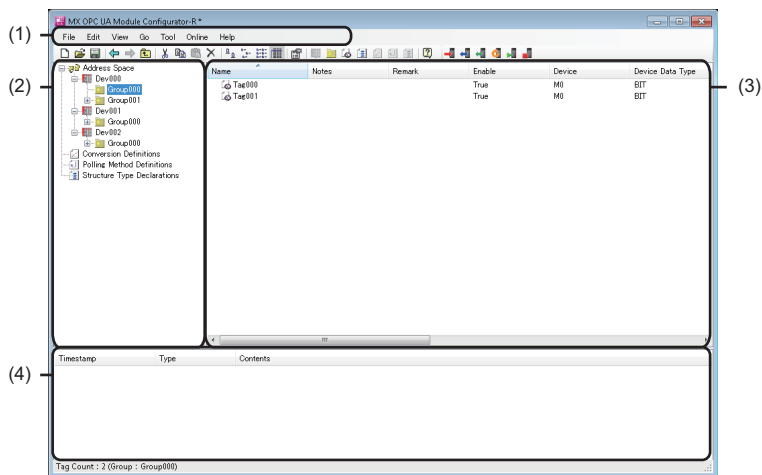 MX OPC UA Module Configurator-R *
(1)
File Edit View Go Tool Online Help
(2)
Address Space
Dev000
Group000
Group001
Dev001
Group000
Dev002
Group000
Conversion Definitions
Polling Method Definitions
Structure Type Declarations
(3)
Name Notes Remark Enable Device Device Data Type
Tag000 True M0 BIT
Tag001 True M0 BIT
(4)
Timestamp Type Contents
Tag Count : 2 (Group : Group000)